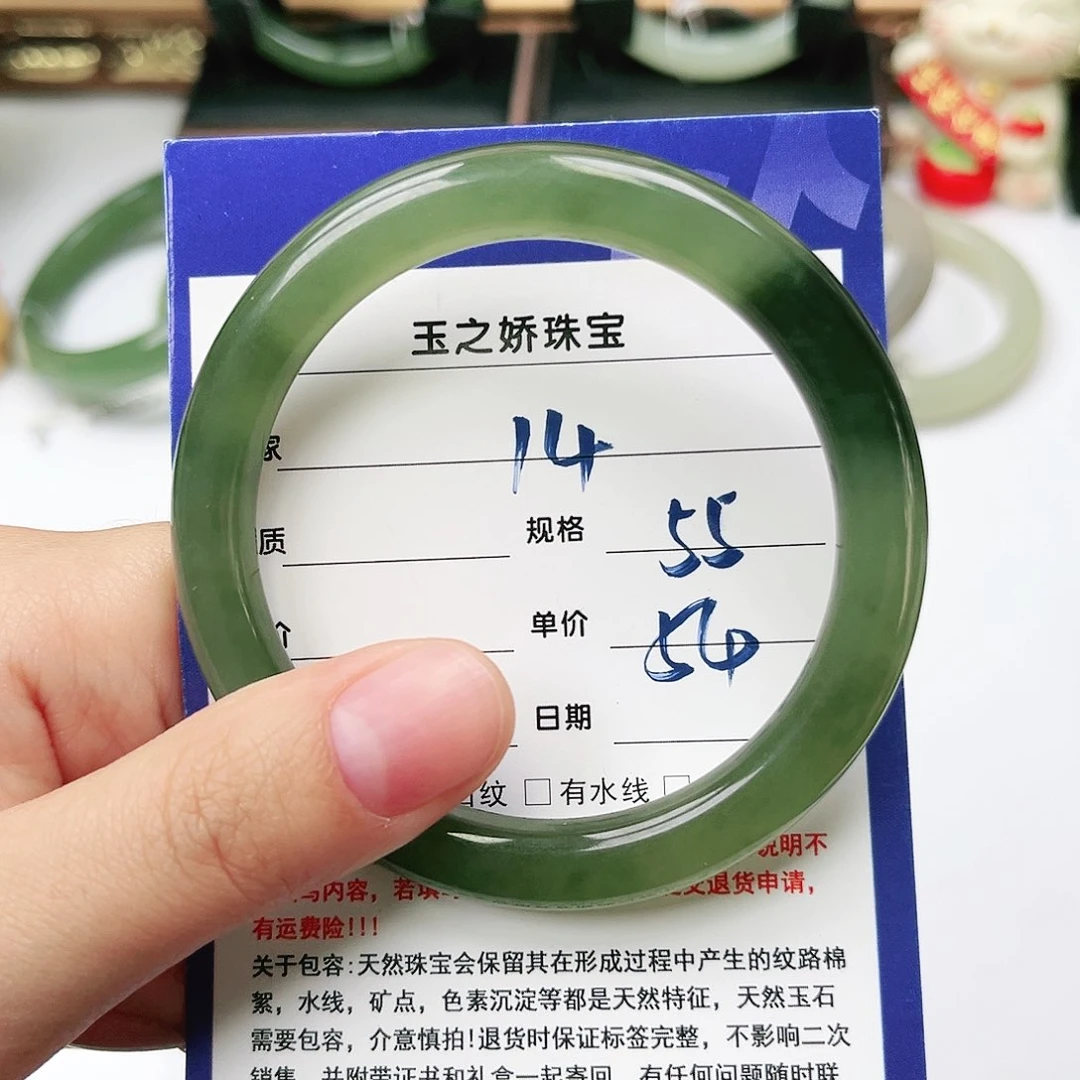 玉之娇珠宝
家 14
质 规格 55
价 单价 54
日期
纹 □有水线 □
说明不
内容，若填 退货申请，
有运费险!!!
关于包容:天然珠宝会保留其在形成过程中产生的纹路棉
絮，水线，矿点，色素沉淀等都是天然特征，天然玉石
需要包容，介意慎拍!退货时保证标签完整，不影响二次
销售，并附带证书和礼盒一起寄回，有任何问题随时联